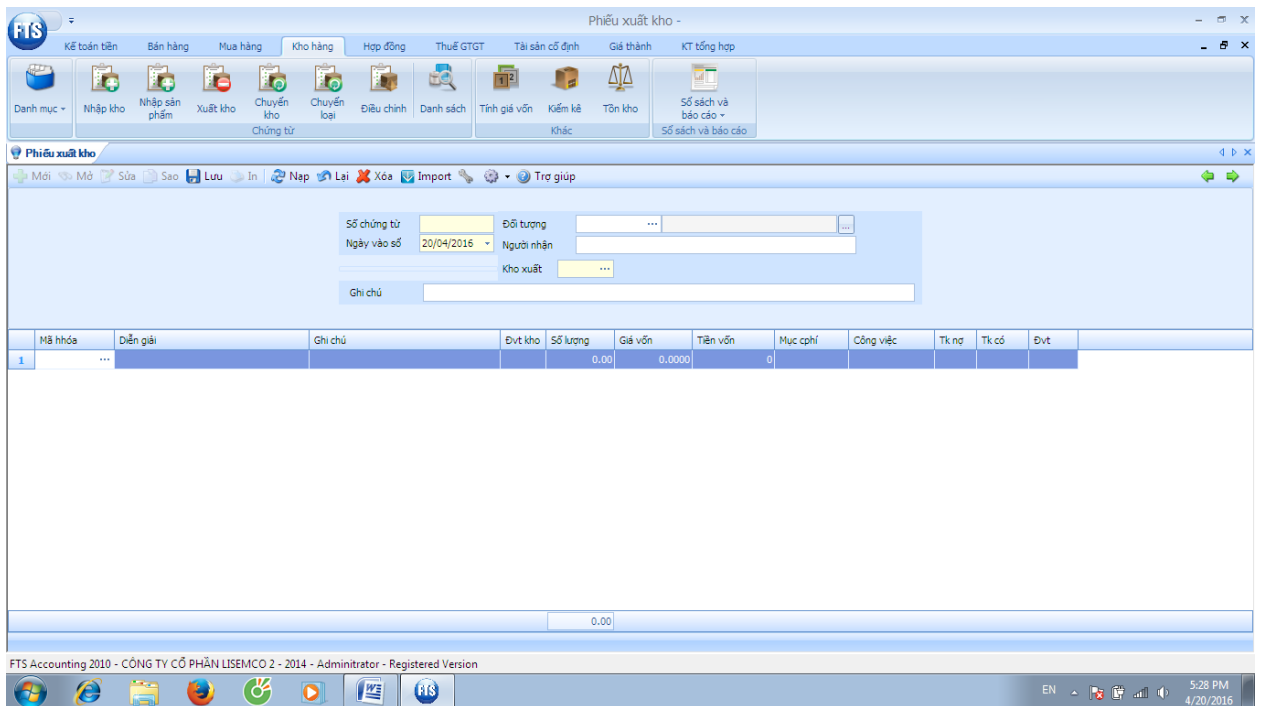 FTS
Phiếu xuất kho -
Kế toán tiền Bán hàng Mua hàng Kho hàng Hợp đồng Thuế GTGT Tài sản cố định Giá thành KT tổng hợp
Danh mục Nhập kho Nhập sản phẩm Xuất kho Chuyển kho Chuyển loại Điều chỉnh Danh sách Tính giá vốn Kiểm kê Tồn kho Sổ sách và báo cáo
Chứng từ Khác Sổ sách và báo cáo
Phiếu xuất kho
Mới Mở Sửa Sao Lưu In Nạp Lại Xóa Import Trợ giúp
Số chứng từ Đối tượng ... ...
Ngày vào sổ 20/04/2016 Người nhận
Kho xuất ...
Ghi chú
Mã hhóa Diễn giải Ghi chú Đvt kho Số lượng Giá vốn Tiền vốn Mục cphí Công việc Tk nợ Tk có Đvt
1 ... 0.00 0.0000 0
0.00
FTS Accounting 2010 - CÔNG TY CỔ PHẦN LISEMCO 2 - 2014 - Adminitrator - Registered Version
FTS
EN 5:28 PM
4/20/2016